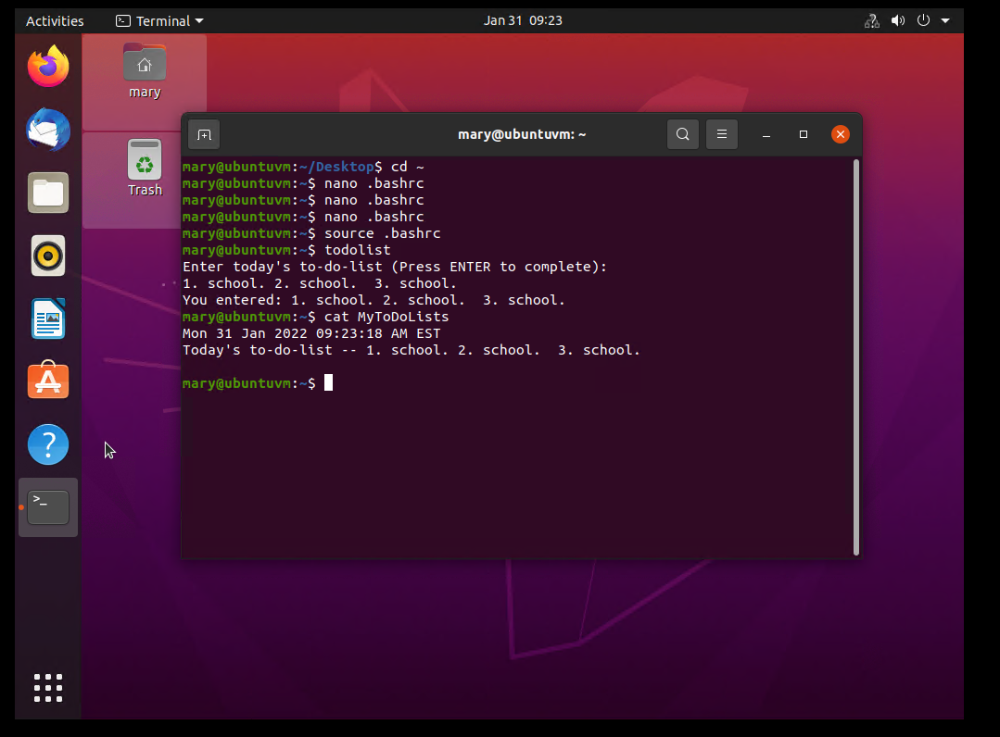 Activities Terminal Jan 31 09:23
mary
Trash
mary@ubuntuvm: ~
mary@ubuntuvm:~/Desktop$ cd ~
mary@ubuntuvm:~$ nano .bashrc
mary@ubuntuvm:~$ nano .bashrc
mary@ubuntuvm:~$ nano .bashrc
mary@ubuntuvm:~$ source .bashrc
mary@ubuntuvm:~$ todolist
Enter today's to-do-list (Press ENTER to complete):
1. school. 2. school.  3. school.
You entered: 1. school. 2. school.  3. school.
mary@ubuntuvm:~$ cat MyToDoLists
Mon 31 Jan 2022 09:23:18 AM EST
Today's to-do-list -- 1. school. 2. school.  3. school.
mary@ubuntuvm:~$